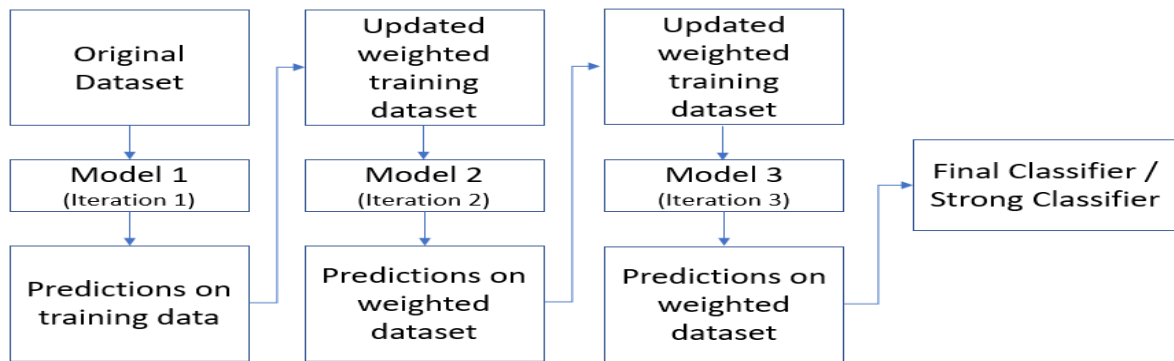 Original
Dataset
Model 1
(Iteration 1)
Predictions on
training data
Updated
weighted
training
dataset
Model 2
(Iteration 2)
Predictions on
weighted
dataset
Updated
weighted
training
dataset
Model 3
(Iteration 3)
Predictions on
weighted
dataset
Final Classifier /
Strong Classifier